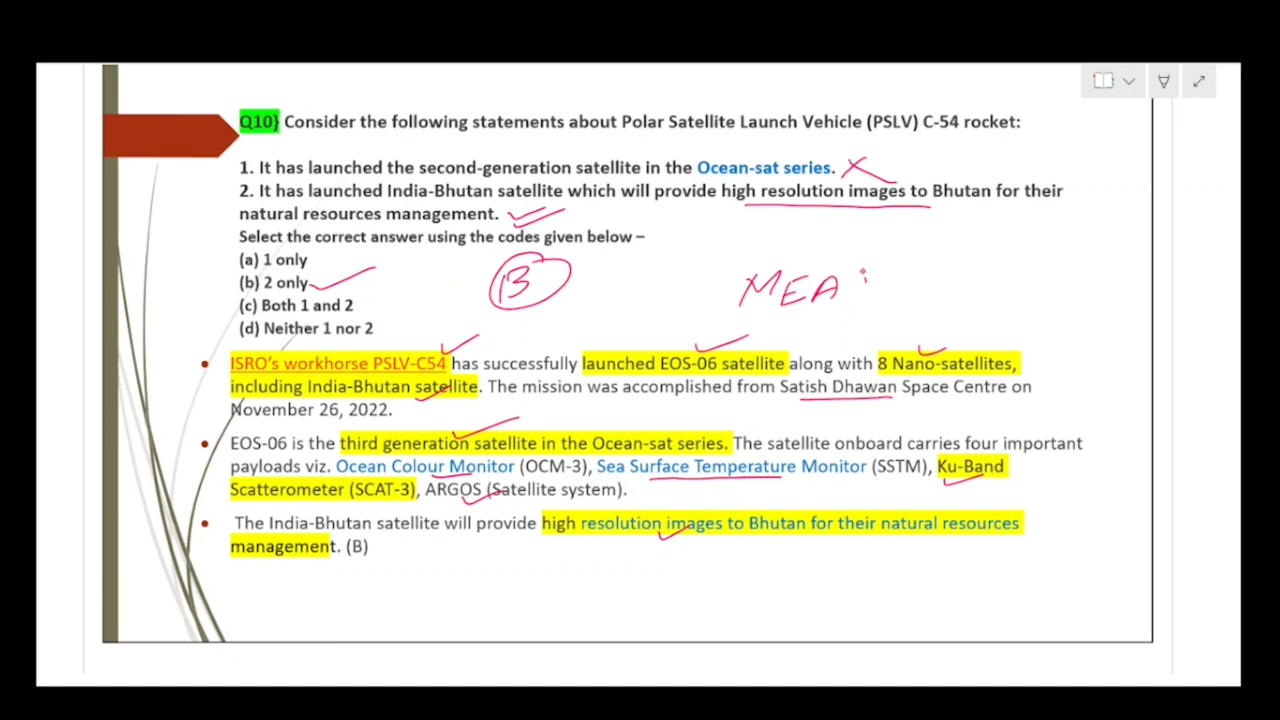 Q10} Consider the following statements about Polar Satellite Launch Vehicle (PSLV) C-54 rocket:
1. It has launched the second-generation satellite in the Ocean-sat series.
2. It has launched India-Bhutan satellite which will provide high resolution images to Bhutan for their
natural resources management.
Select the correct answer using the codes given below –
(a) 1 only
(b) 2 only
(c) Both 1 and 2
(d) Neither 1 nor 2
B
MEA
• ISRO's workhorse PSLV-C54 has successfully launched EOS-06 satellite along with 8 Nano-satellites,
including India-Bhutan satellite. The mission was accomplished from Satish Dhawan Space Centre on
November 26, 2022.
• EOS-06 is the third generation satellite in the Ocean-sat series. The satellite onboard carries four important
payloads viz. Ocean Colour Monitor (OCM-3), Sea Surface Temperature Monitor (SSTM), Ku-Band
Scatterometer (SCAT-3), ARGOS (Satellite system).
• The India-Bhutan satellite will provide high resolution images to Bhutan for their natural resources
management. (B)